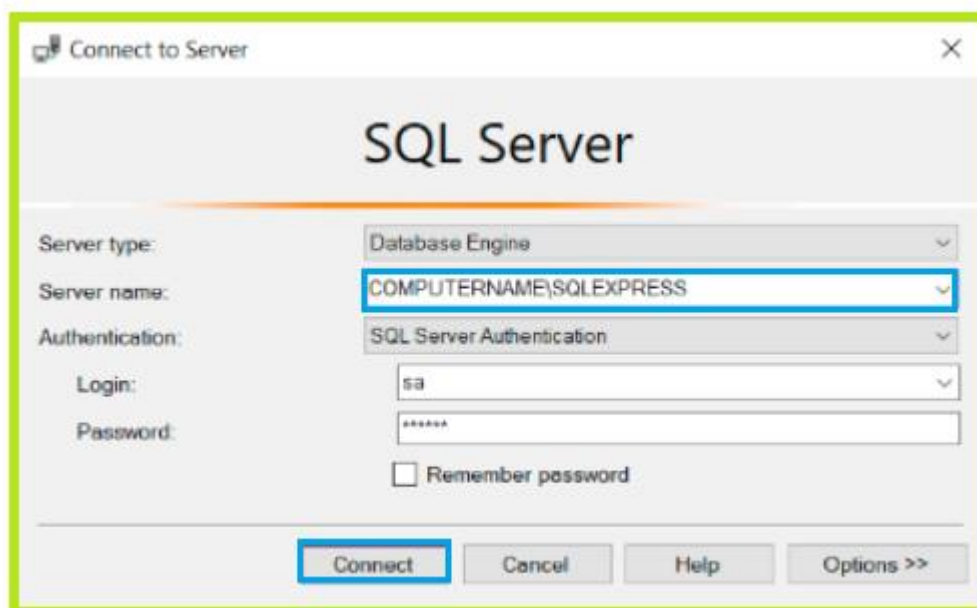 Connect to Server
SQL Server
Server type: Database Engine
Server name: COMPUTERNAME\SQLEXPRESS
Authentication: SQL Server Authentication
Login: sa
Password: ******
Remember password
Connect Cancel Help Options >>